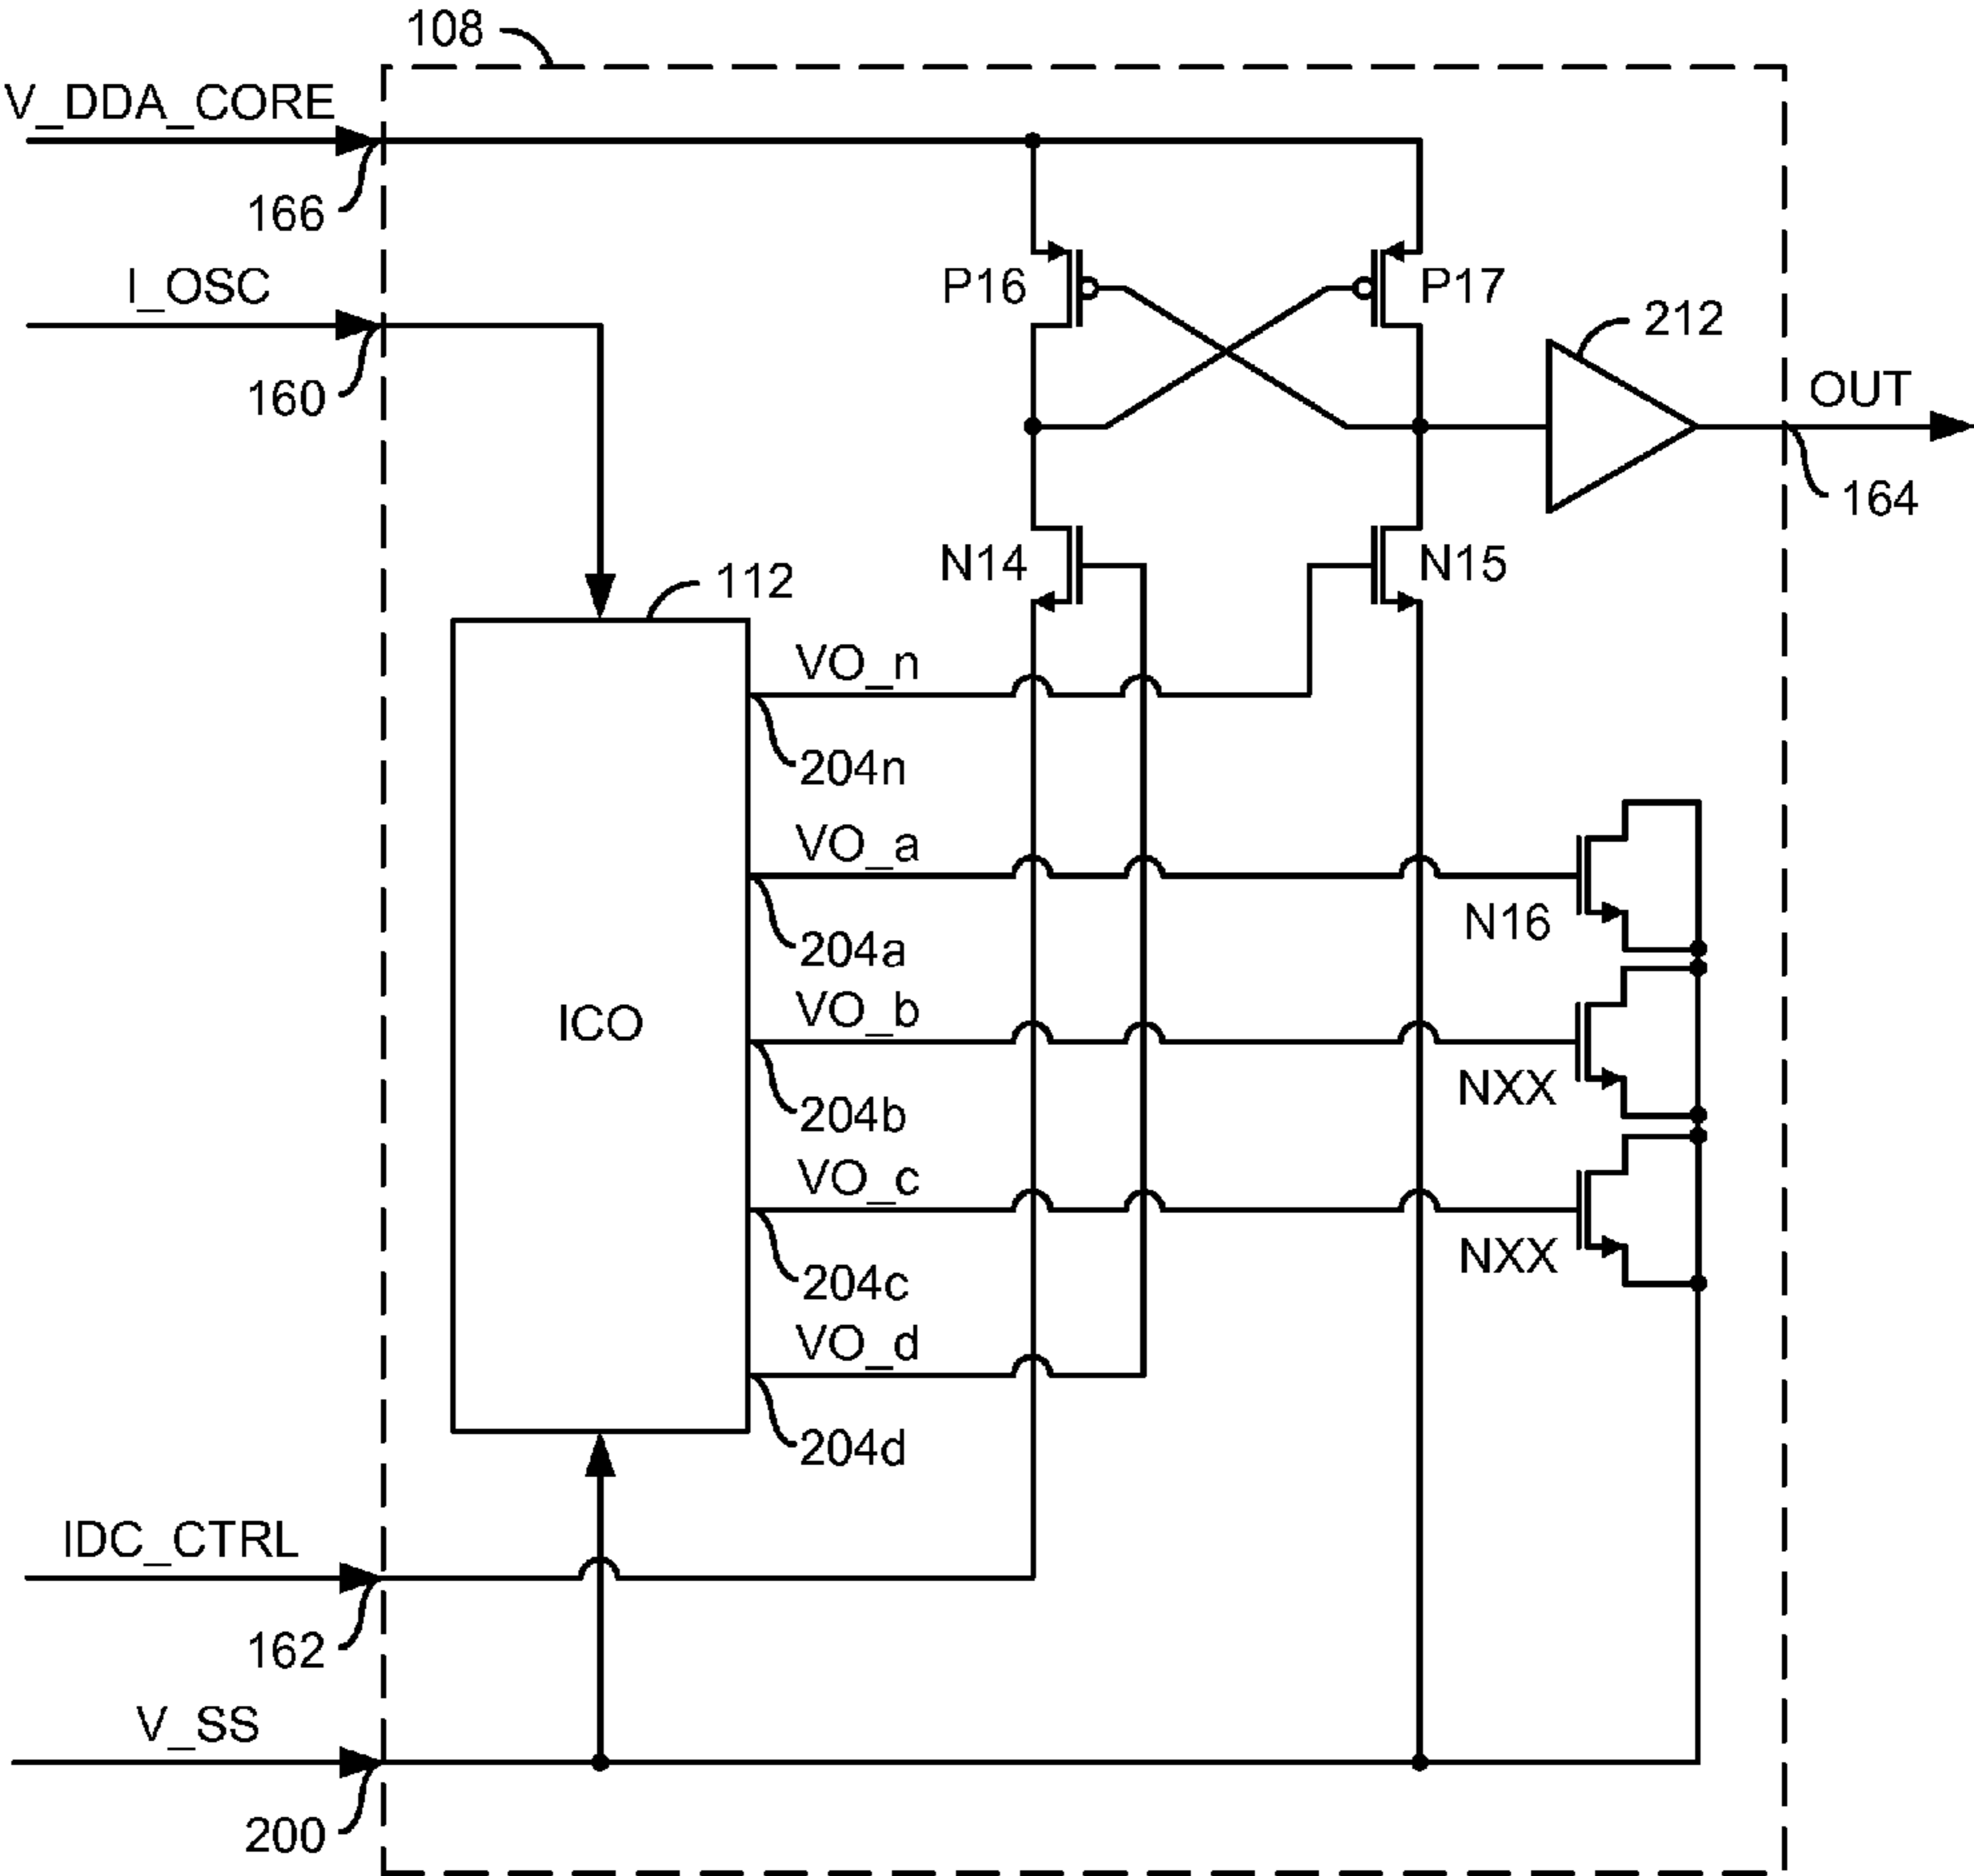 108
V_DDA_CORE
166
I_OSC
160
P16
P17
212
OUT
164
N14
N15
112
VO_n
204n
VO_a
204a
N16
ICO
VO_b
204b
NXX
VO_c
204c
NXX
VO_d
204d
IDC_CTRL
162
V_SS
200